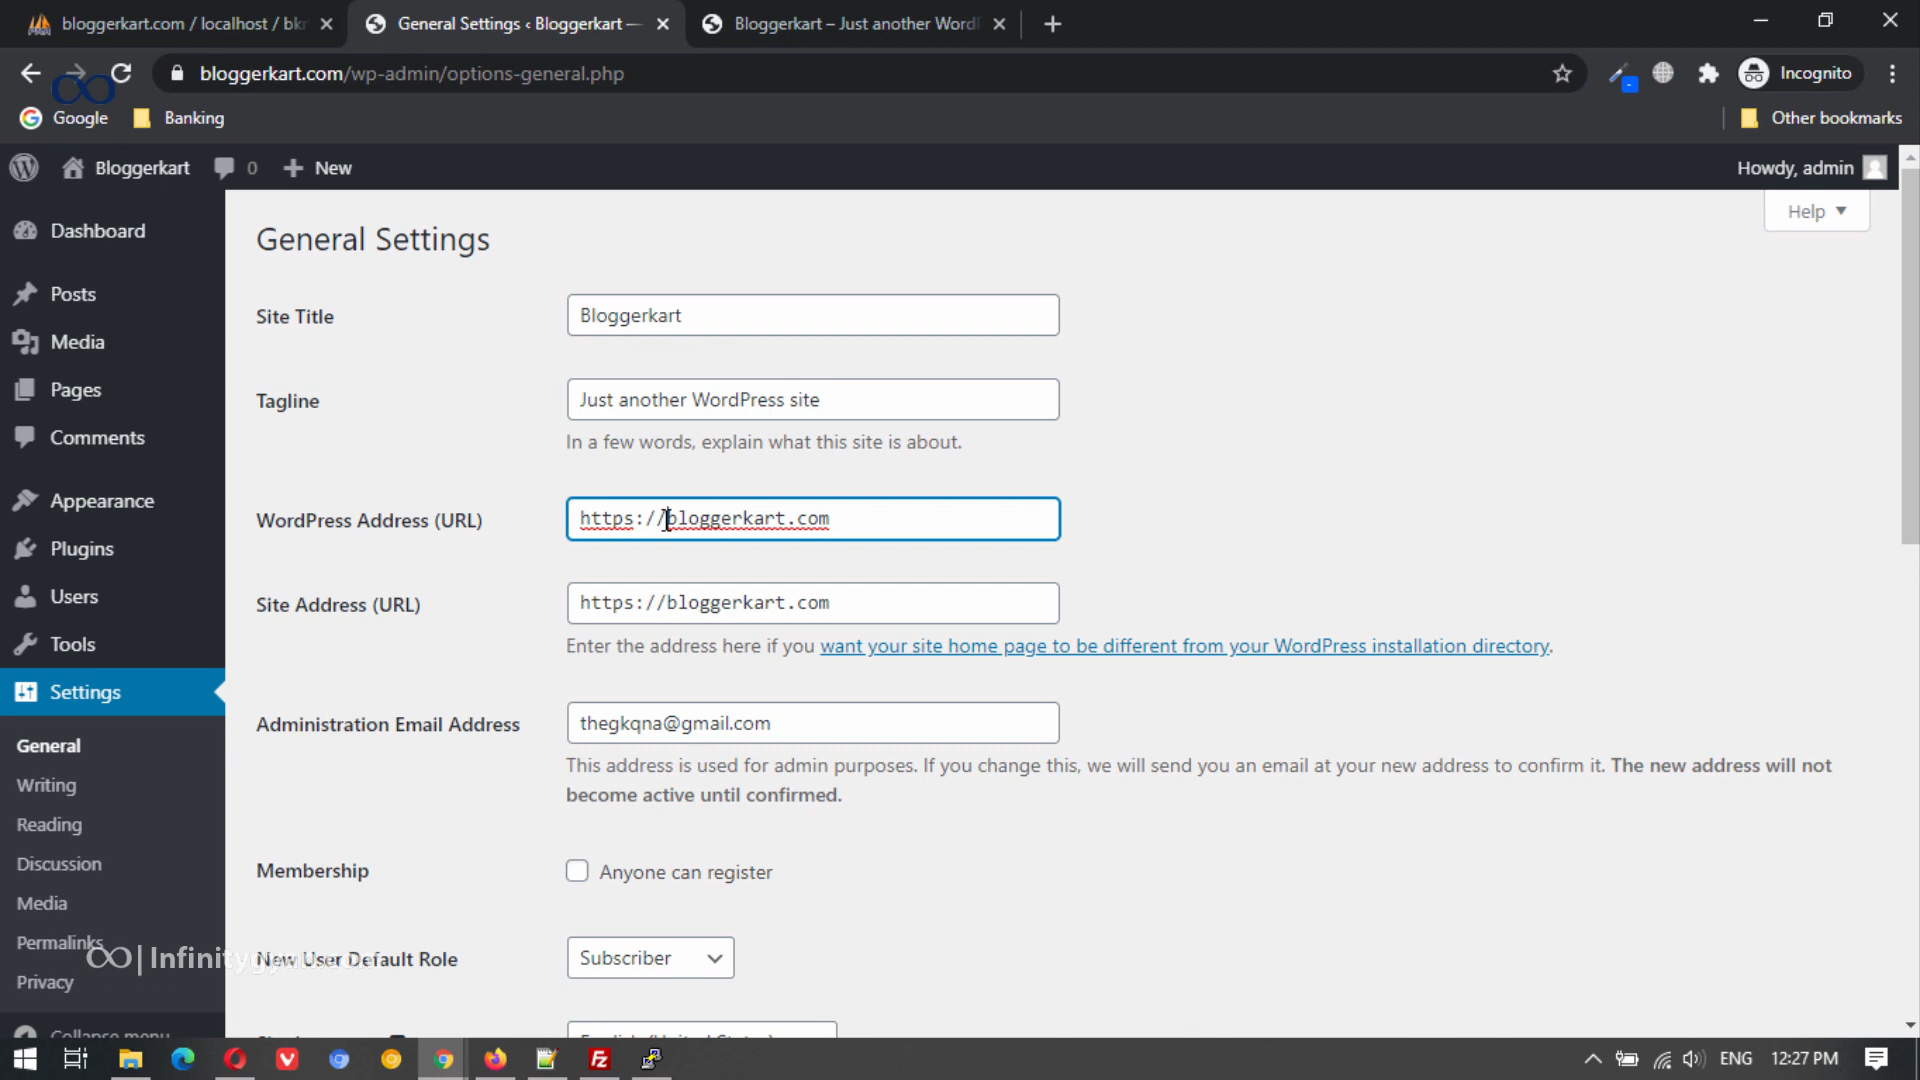 bloggerkart.com / localhost / bkr
General Settings ‹ Bloggerkart —
Bloggerkart – Just another WordP
bloggerkart.com/wp-admin/options-general.php
Incognito
Google
Banking
Other bookmarks
Bloggerkart
0
New
Howdy, admin
Help
Dashboard
Posts
Media
Pages
Comments
Appearance
Plugins
Users
Tools
Settings
General
Writing
Reading
Discussion
Media
Permalinks
Privacy
Collapse menu
General Settings
Site Title
Bloggerkart
Tagline
Just another WordPress site
In a few words, explain what this site is about.
WordPress Address (URL)
https://bloggerkart.com
Site Address (URL)
https://bloggerkart.com
Enter the address here if you want your site home page to be different from your WordPress installation directory.
Administration Email Address
thegkqna@gmail.com
This address is used for admin purposes. If you change this, we will send you an email at your new address to confirm it. The new address will not
become active until confirmed.
Membership
Anyone can register
New User Default Role
Subscriber
English (United States)
ENG
12:27 PM